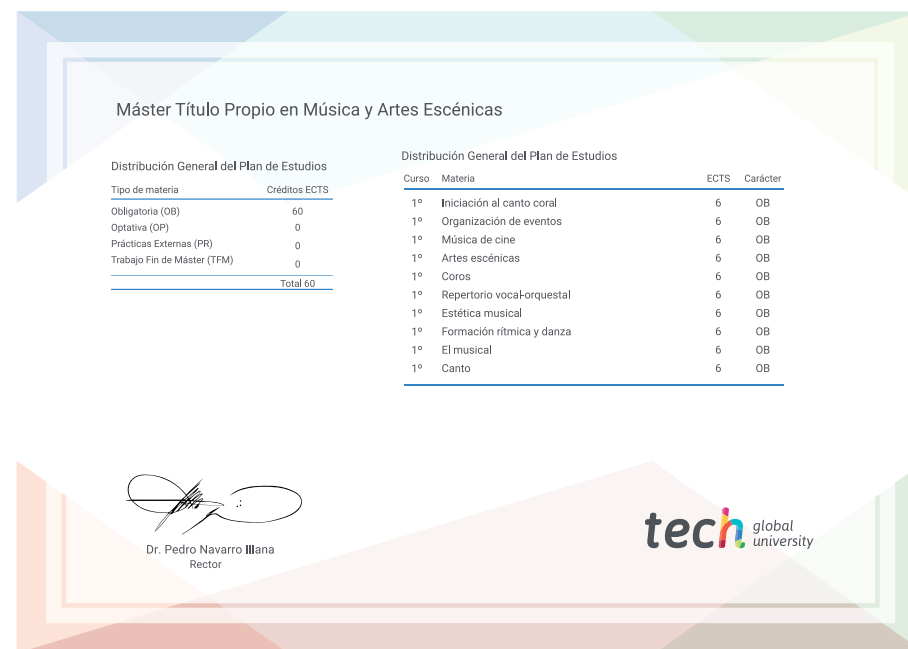 Máster Título Propio en Música y Artes Escénicas
Distribución General del Plan de Estudios
Tipo de materia Créditos ECTS
Obligatoria (OB) 60
Optativa (OP) 0
Prácticas Externas (PR) 0
Trabajo Fin de Máster (TFM) 0
Total 60
Distribución General del Plan de Estudios
Curso Materia ECTS Carácter
1º Iniciación al canto coral 6 OB
1º Organización de eventos 6 OB
1º Música de cine 6 OB
1º Artes escénicas 6 OB
1º Coros 6 OB
1º Repertorio vocal-orquestal 6 OB
1º Estética musical 6 OB
1º Formación rítmica y danza 6 OB
1º El musical 6 OB
1º Canto 6 OB
Dr. Pedro Navarro Illana
Rector
tech global
university